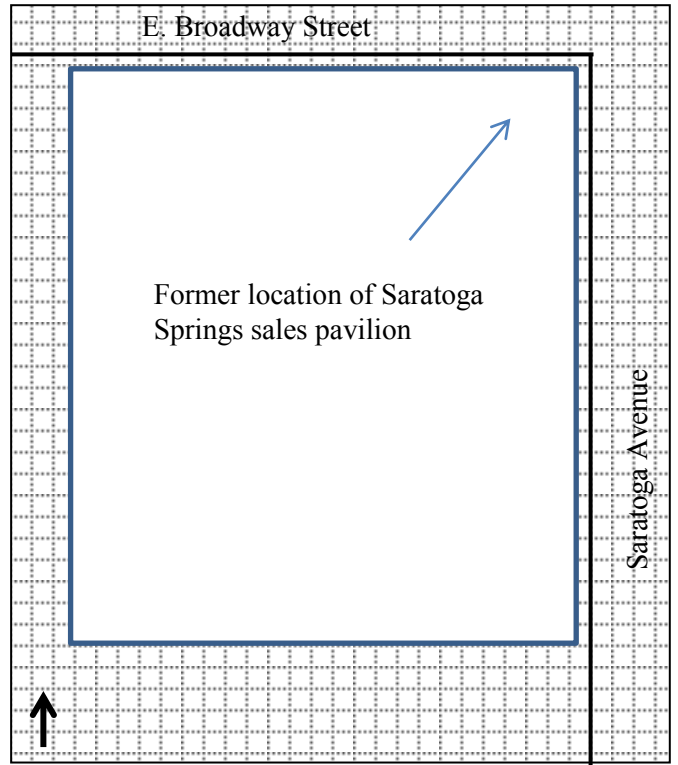 E. Broadway Street
Former location of Saratoga
Springs sales pavilion
Saratoga Avenue